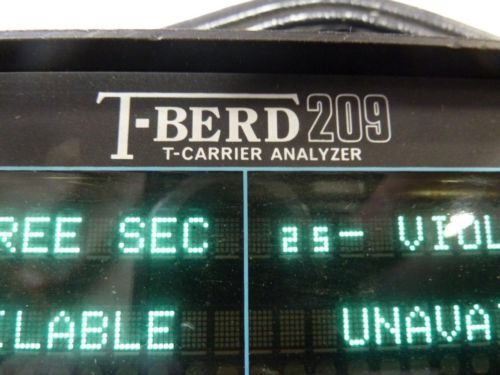 T-BERD 209
T-CARRIER ANALYZER
REE SEC 25- VIOL
ILABLE UNAVA